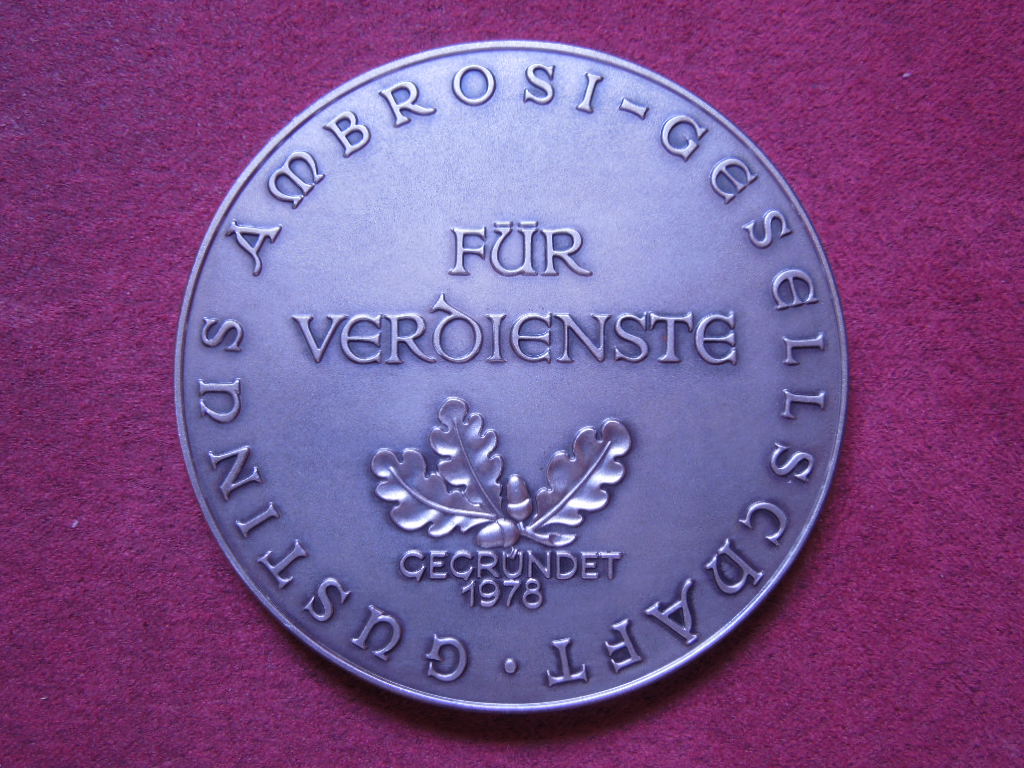 GUSTINUS AMBROSI-GESELLSCHAFT ·
FÜR
VERDIENSTE
GEGRÜNDET
1978